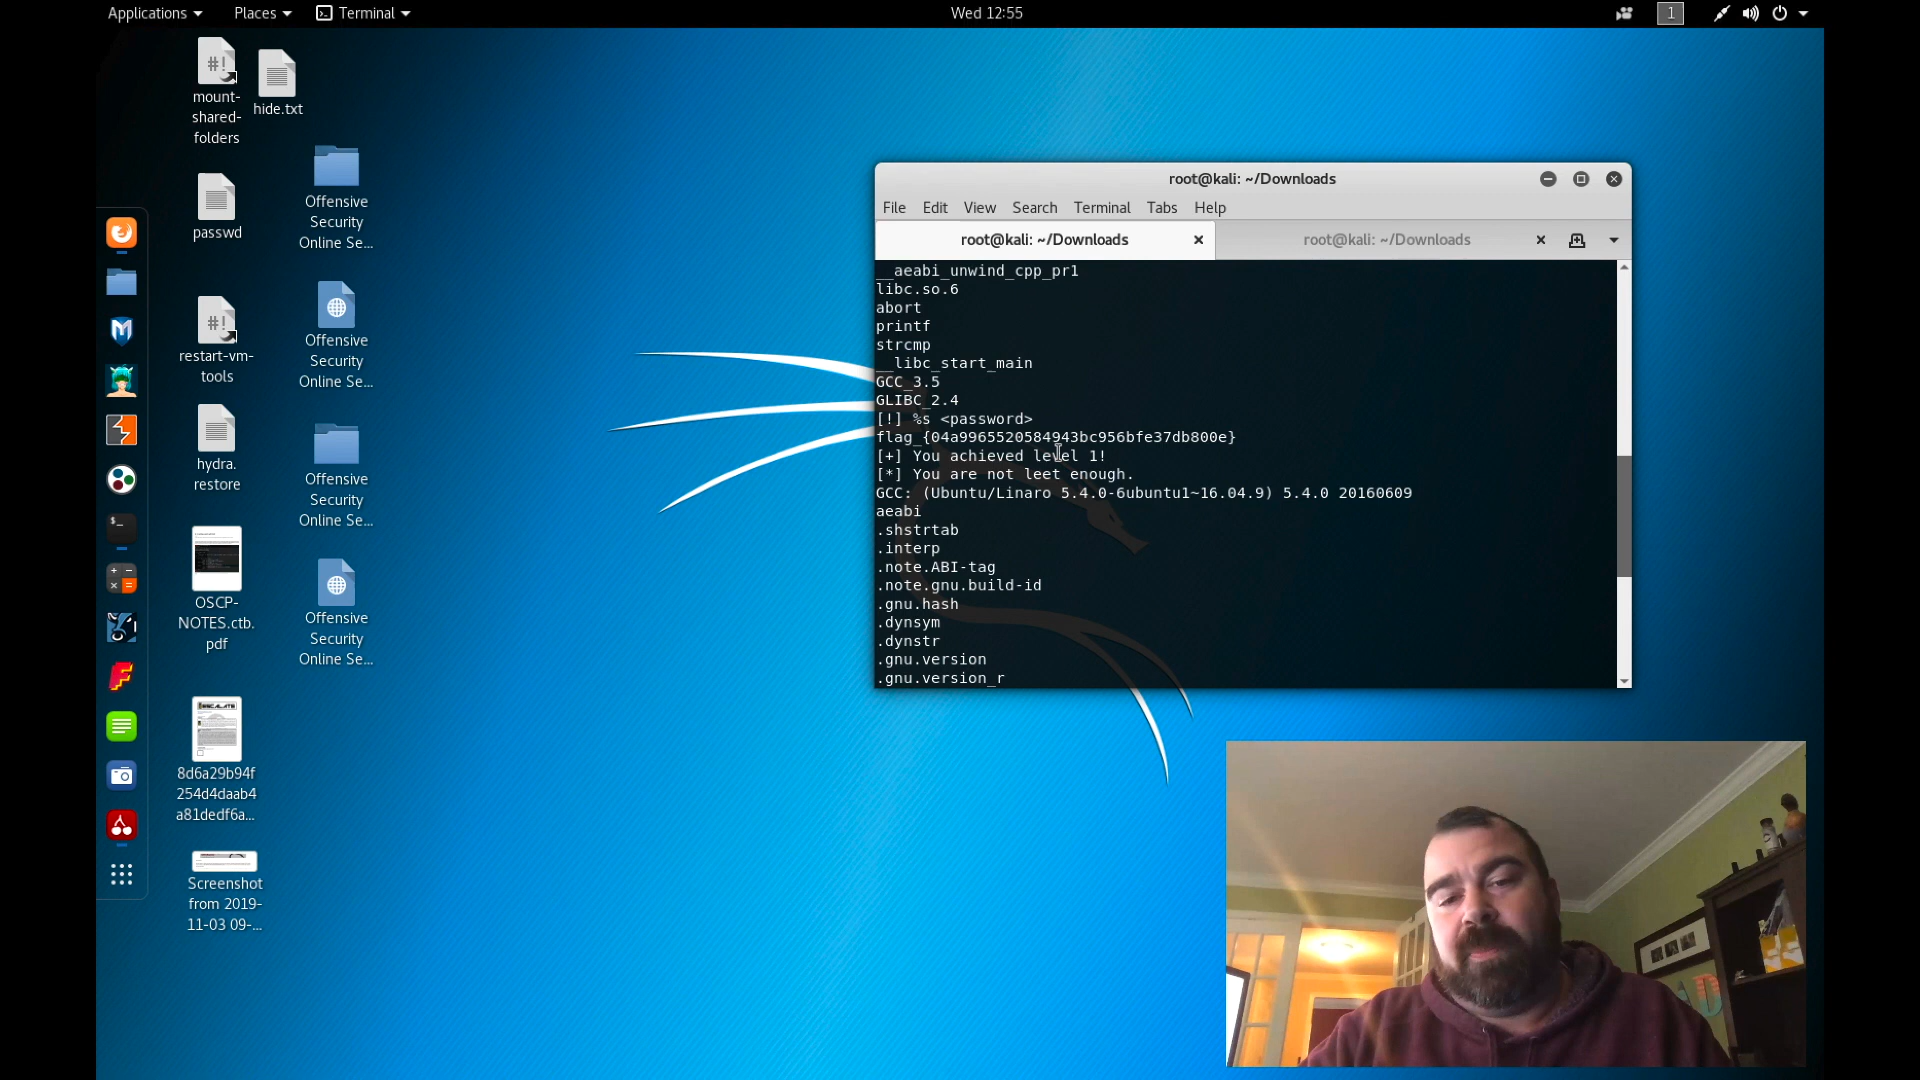 Applications
Places
Terminal
Wed 12:55
1
mount-
shared-
folders
hide.txt
passwd
Offensive
Security
Online Se...
restart-vm-
tools
Offensive
Security
Online Se...
hydra.
restore
Offensive
Security
Online Se...
OSCP-
NOTES.ctb.
pdf
Offensive
Security
Online Se...
8d6a29b94f
254d4daab4
a81dedf6a...
Screenshot
from 2019-
11-03 09-...
root@kali: ~/Downloads
File Edit View Search Terminal Tabs Help
root@kali: ~/Downloads
root@kali: ~/Downloads
__aeabi_unwind_cpp_pr1
libc.so.6
abort
printf
strcmp
__libc_start_main
GCC_3.5
GLIBC_2.4
[!] %s <password>
flag_{04a9965520584943bc956bfe37db800e}
[+] You achieved level 1!
[*] You are not leet enough.
GCC: (Ubuntu/Linaro 5.4.0-6ubuntu1~16.04.9) 5.4.0 20160609
aeabi
.shstrtab
.interp
.note.ABI-tag
.note.gnu.build-id
.gnu.hash
.dynsym
.dynstr
.gnu.version
.gnu.version_r